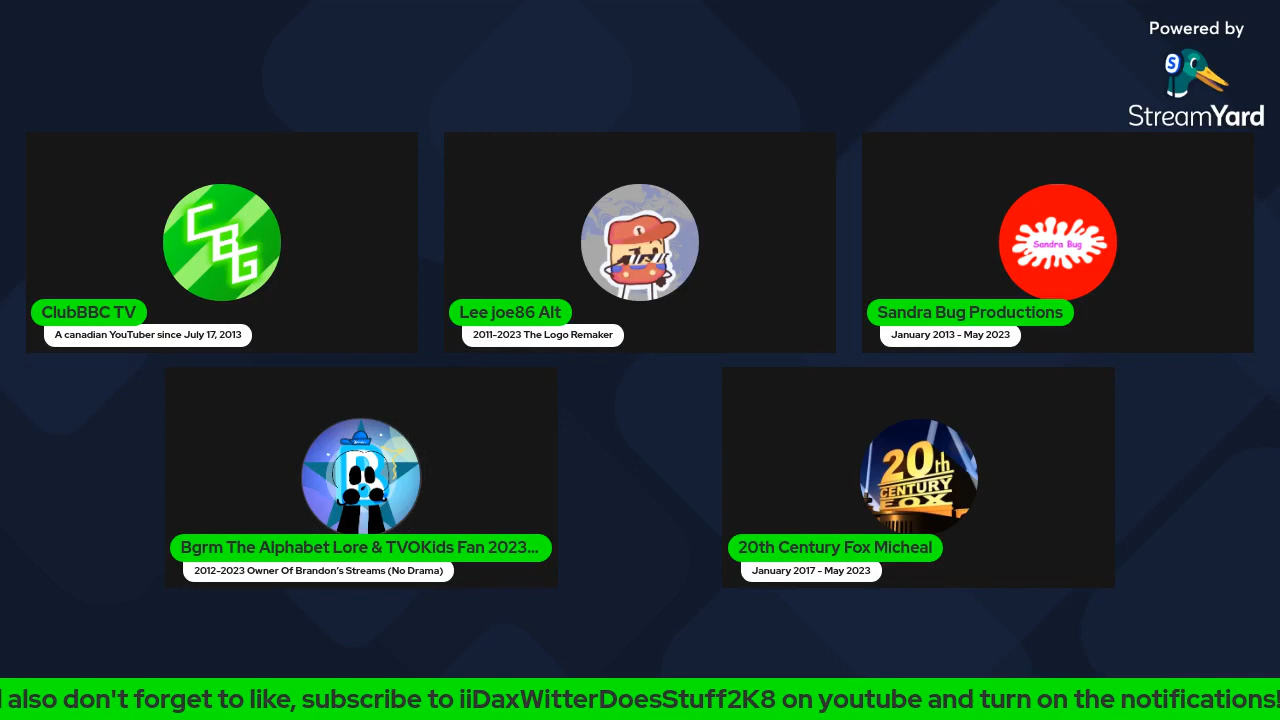 Powered by
S
StreamYard
CBG
Sandra Bug
ClubBBC TV
A canadian YouTuber since July 17, 2013
Lee joe86 Alt
2011-2023 The Logo Remaker
Sandra Bug Productions
January 2013 - May 2023
B
20th
CENTURY
FOX
Bgrm The Alphabet Lore & TVOKids Fan 2023...
2012-2023 Owner Of Brandon's Streams (No Drama)
20th Century Fox Micheal
January 2017 - May 2023
also don't forget to like, subscribe to iiDaxWitterDoesStuff2K8 on youtube and turn on the notifications!